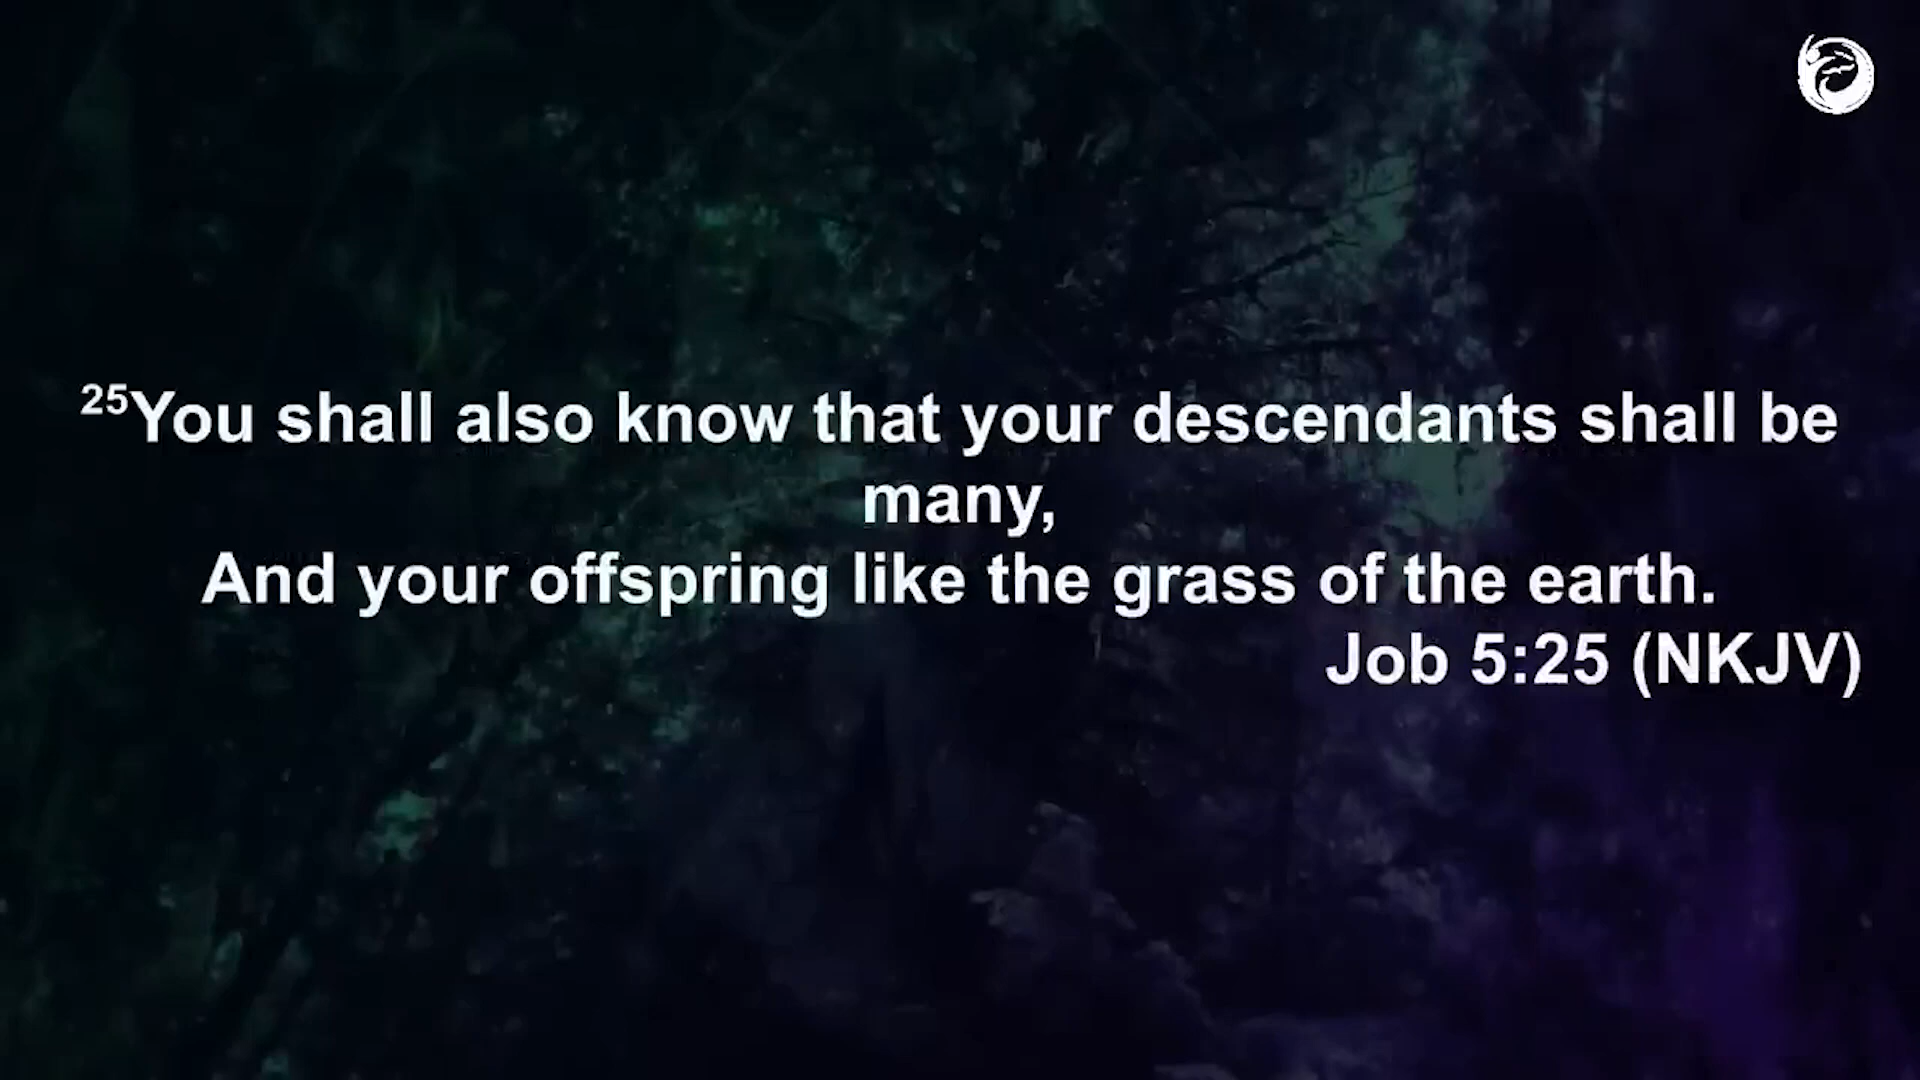 25You shall also know that your descendants shall be
many,
And your offspring like the grass of the earth.
Job 5:25 (NKJV)